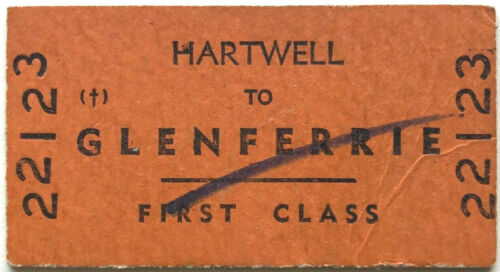 HARTWELL
(†) TO
GLENFERRIE
FIRST CLASS
22123
22123